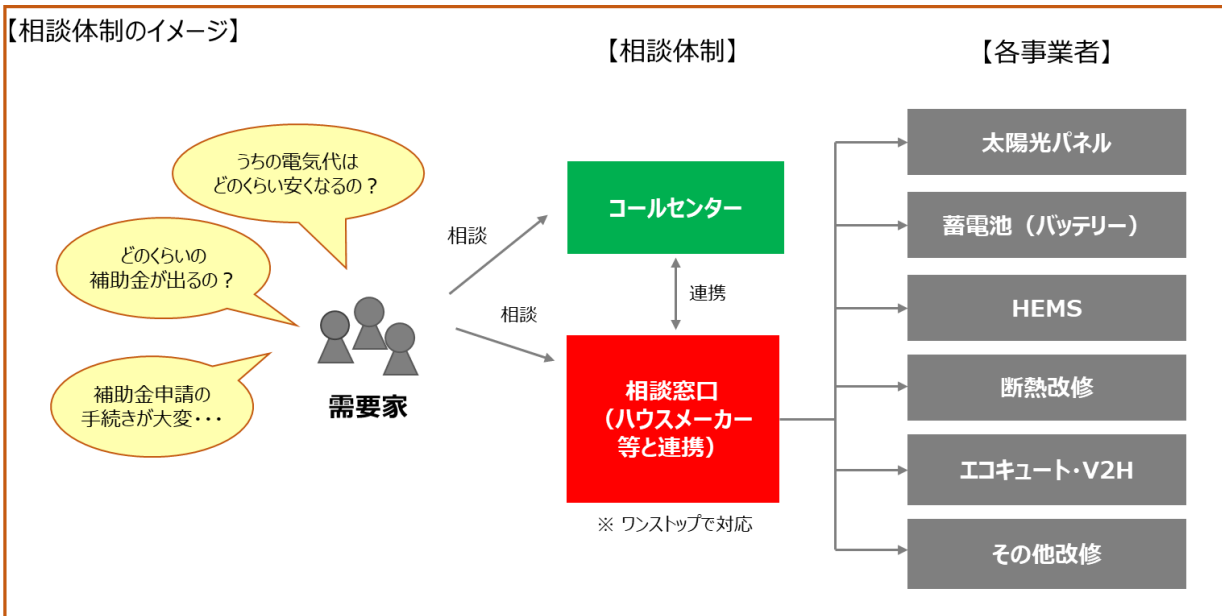 【相談体制のイメージ】
【相談体制】
【各事業者】
うちの電気代は
どのくらい安くなるの？
どのくらいの
補助金が出るの？
補助金申請の
手続きが大変・・・
需要家
相談
相談
コールセンター
連携
相談窓口
（ハウスメーカー
等と連携）
※ ワンストップで対応
太陽光パネル
蓄電池（バッテリー）
HEMS
断熱改修
エコキュート・V2H
その他改修